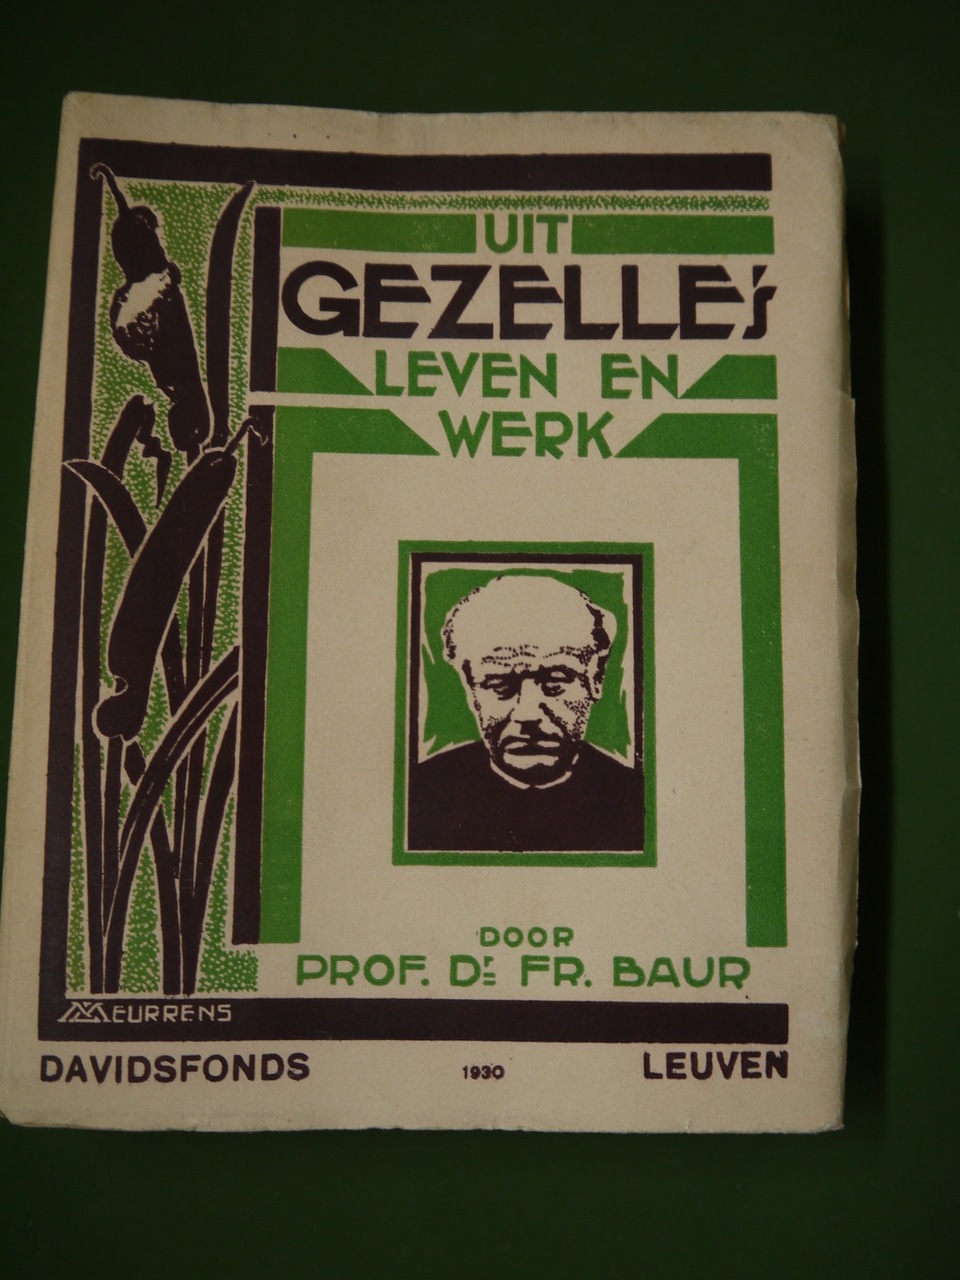 UIT
GEZELLE'S
LEVEN EN
WERK
DOOR
PROF. Dr FR. BAUR
MEURRENS
DAVIDSFONDS 1930 LEUVEN